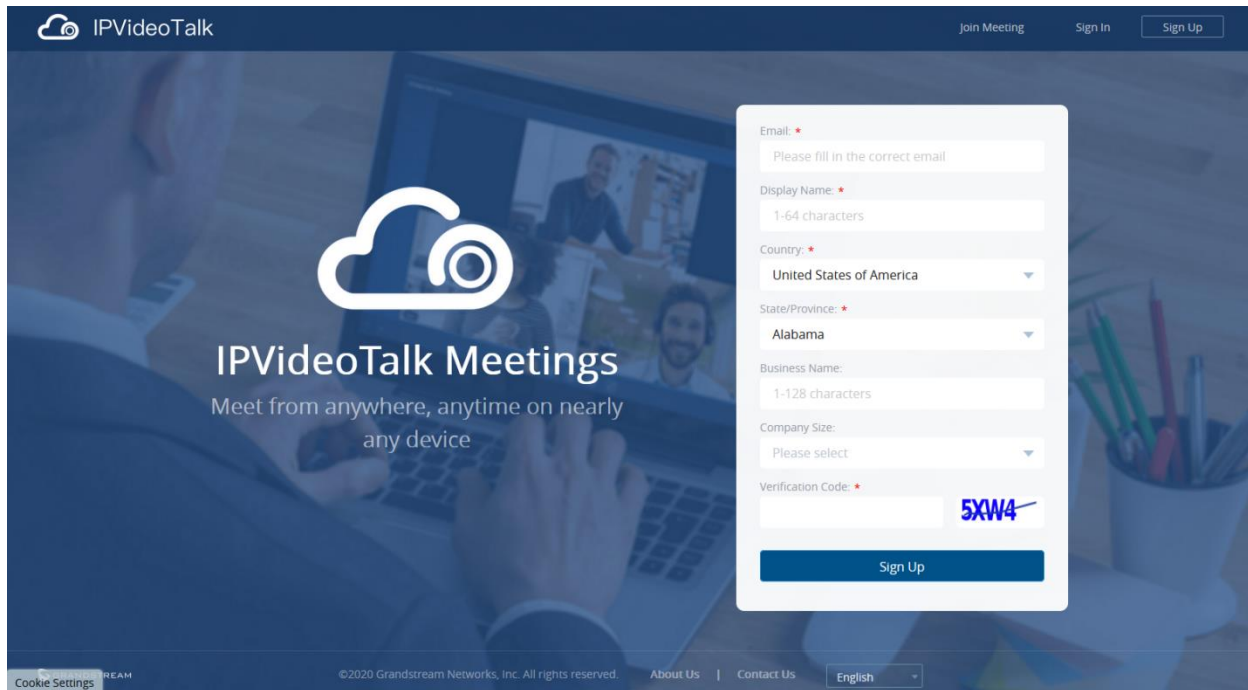 IPVideoTalk
Join Meeting
Sign In
Sign Up
IPVideoTalk Meetings
Meet from anywhere, anytime on nearly
any device
Email: *
Please fill in the correct email
Display Name: *
1-64 characters
Country: *
United States of America
State/Province: *
Alabama
Business Name:
1-128 characters
Company Size:
Please select
Verification Code: *
5XW4
Sign Up
Cookie Settings
©2020 Grandstream Networks, Inc. All rights reserved.
About Us | Contact Us
English